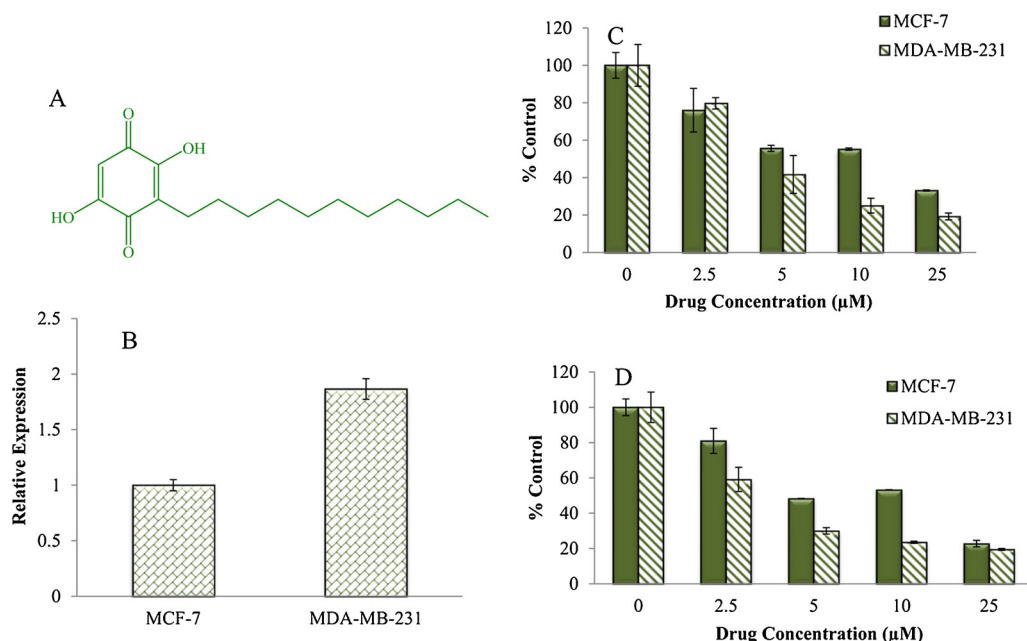 A
O
OH
HO
O
B
Relative Expression
2.5
2
1.5
1
0.5
0
MCF-7 MDA-MB-231
C
MCF-7
MDA-MB-231
% Control
120
100
80
60
40
20
0
0 2.5 5 10 25
Drug Concentration (µM)
D
MCF-7
MDA-MB-231
% Control
120
100
80
60
40
20
0
0 2.5 5 10 25
Drug Concentration (µM)